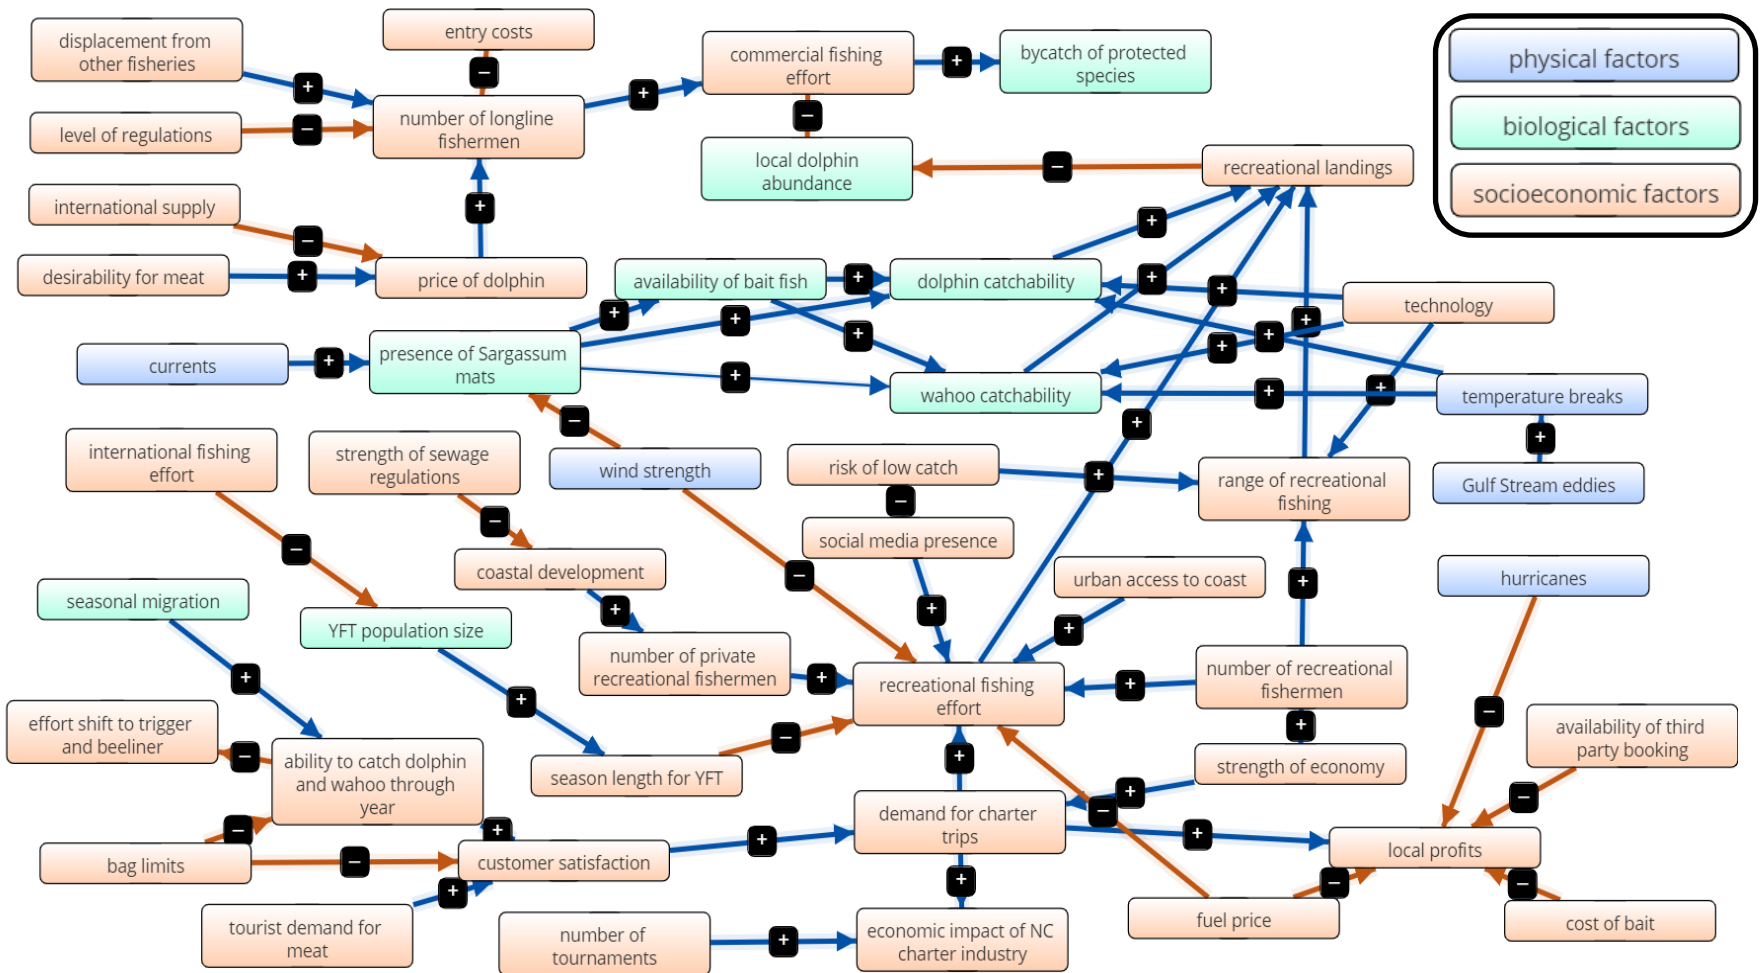 displacement from
other fisheries
entry costs
commercial fishing
effort
bycatch of protected
species
physical factors
biological factors
socioeconomic factors
level of regulations
number of longline
fishermen
local dolphin
abundance
recreational landings
international supply
desirability for meat
price of dolphin
availability of bait fish
dolphin catchability
technology
currents
presence of Sargassum
mats
wahoo catchability
temperature breaks
international fishing
effort
strength of sewage
regulations
wind strength
risk of low catch
range of recreational
fishing
Gulf Stream eddies
social media presence
coastal development
urban access to coast
hurricanes
seasonal migration
YFT population size
number of private
recreational fishermen
recreational fishing
effort
number of recreational
fishermen
effort shift to trigger
and beeliner
ability to catch dolphin
and wahoo through
year
season length for YFT
strength of economy
availability of third
party booking
demand for charter
trips
bag limits
customer satisfaction
local profits
tourist demand for
meat
number of
tournaments
economic impact of NC
charter industry
fuel price
cost of bait